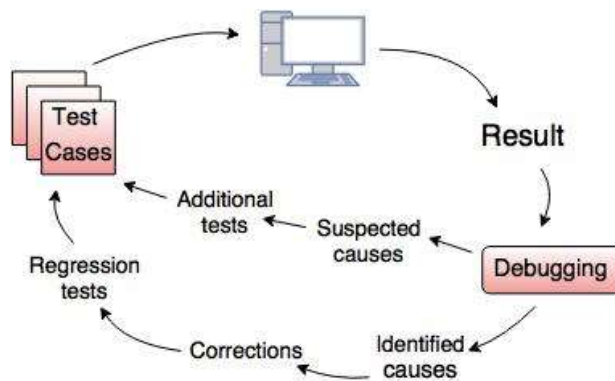 Test
Cases
Result
Additional
tests
Suspected
causes
Debugging
Regression
tests
Corrections
Identified
causes